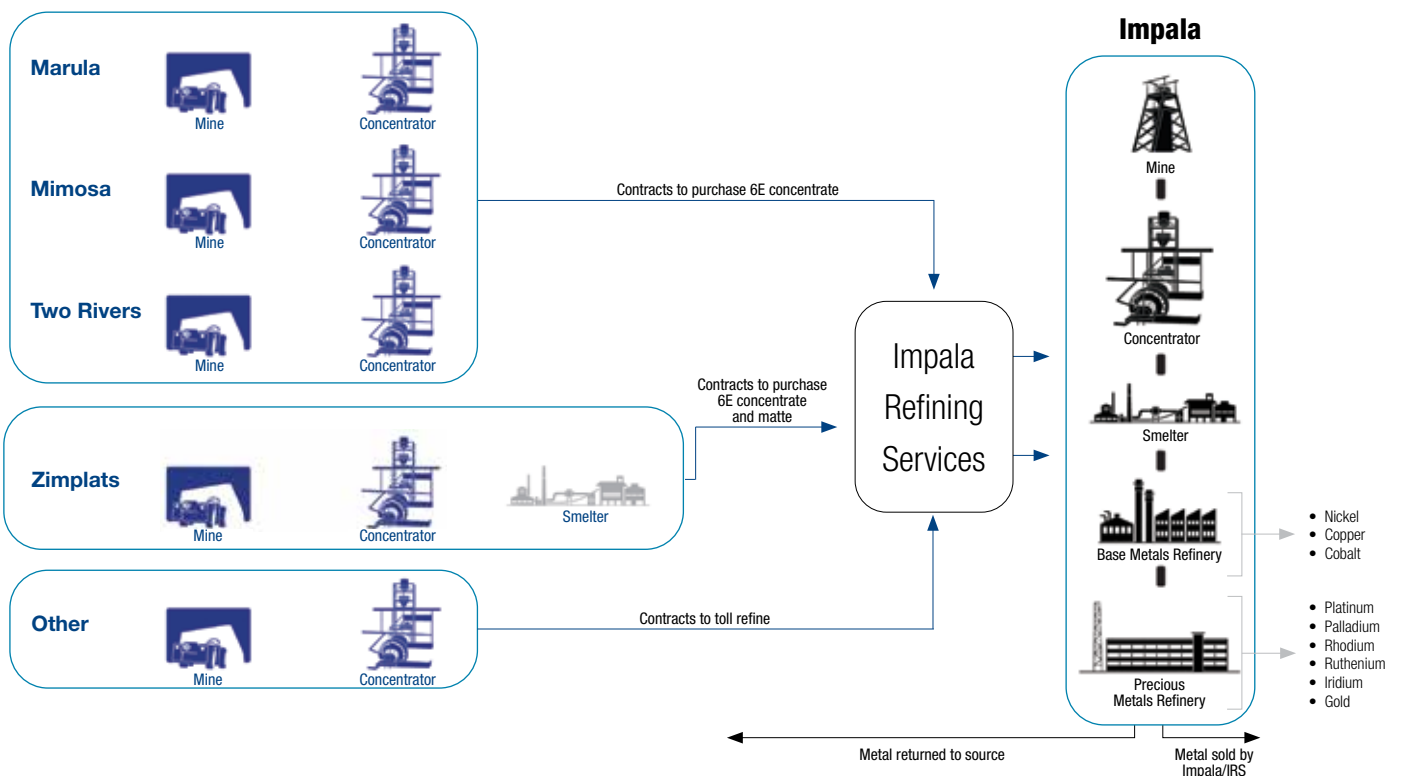 Impala
Marula
Mine
Concentrator
Mimosa
Mine
Concentrator
Two Rivers
Mine
Concentrator
Contracts to purchase 6E concentrate
Zimplats
Mine
Concentrator
Smelter
Contracts to purchase
6E concentrate
and matte
Other
Mine
Concentrator
Contracts to toll refine
Impala
Refining
Services
Mine
Concentrator
Smelter
Base Metals Refinery
• Nickel
• Copper
• Cobalt
Precious
Metals Refinery
• Platinum
• Palladium
• Rhodium
• Ruthenium
• Iridium
• Gold
Metal returned to source
Metal sold by
Impala/IRS